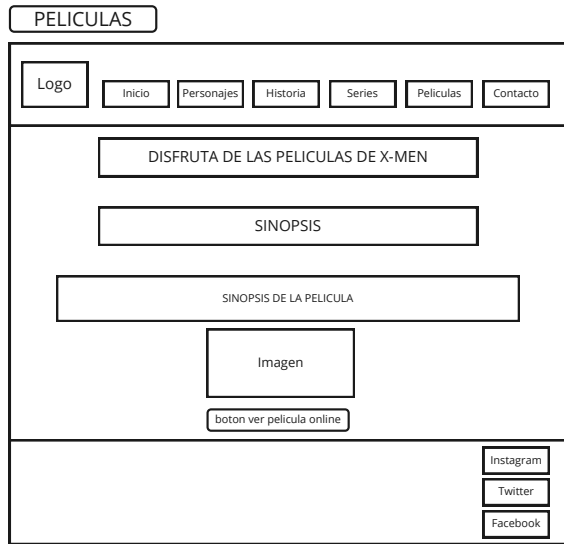 PELICULAS
Logo
Inicio
Personajes
Historia
Series
Peliculas
Contacto
DISFRUTA DE LAS PELICULAS DE X-MEN
SINOPSIS
SINOPSIS DE LA PELICULA
Imagen
boton ver pelicula online
Instagram
Twitter
Facebook